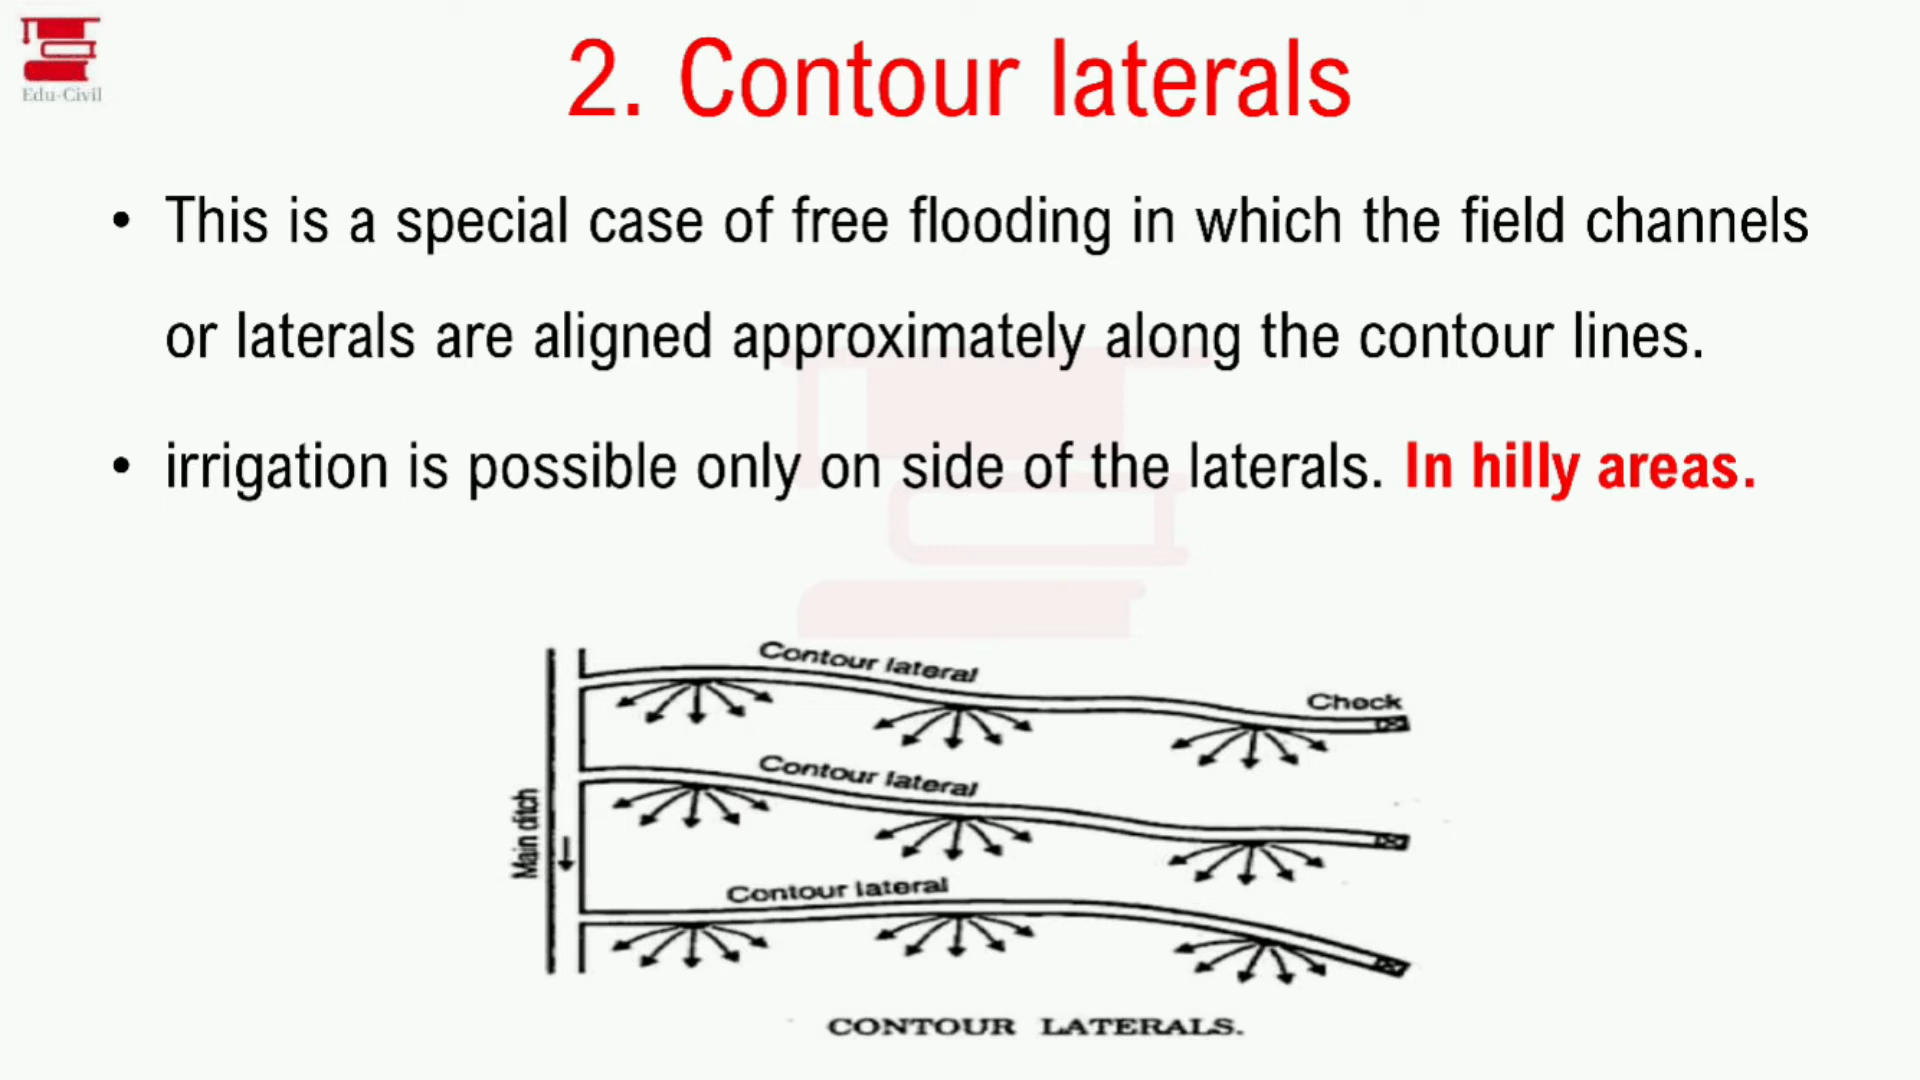 Edu-Civil
2. Contour laterals
• This is a special case of free flooding in which the field channels
or laterals are aligned approximately along the contour lines.
• irrigation is possible only on side of the laterals. In hilly areas.
Contour lateral
Check
Contour lateral
Main ditch
Contour lateral
CONTOUR LATERALS.